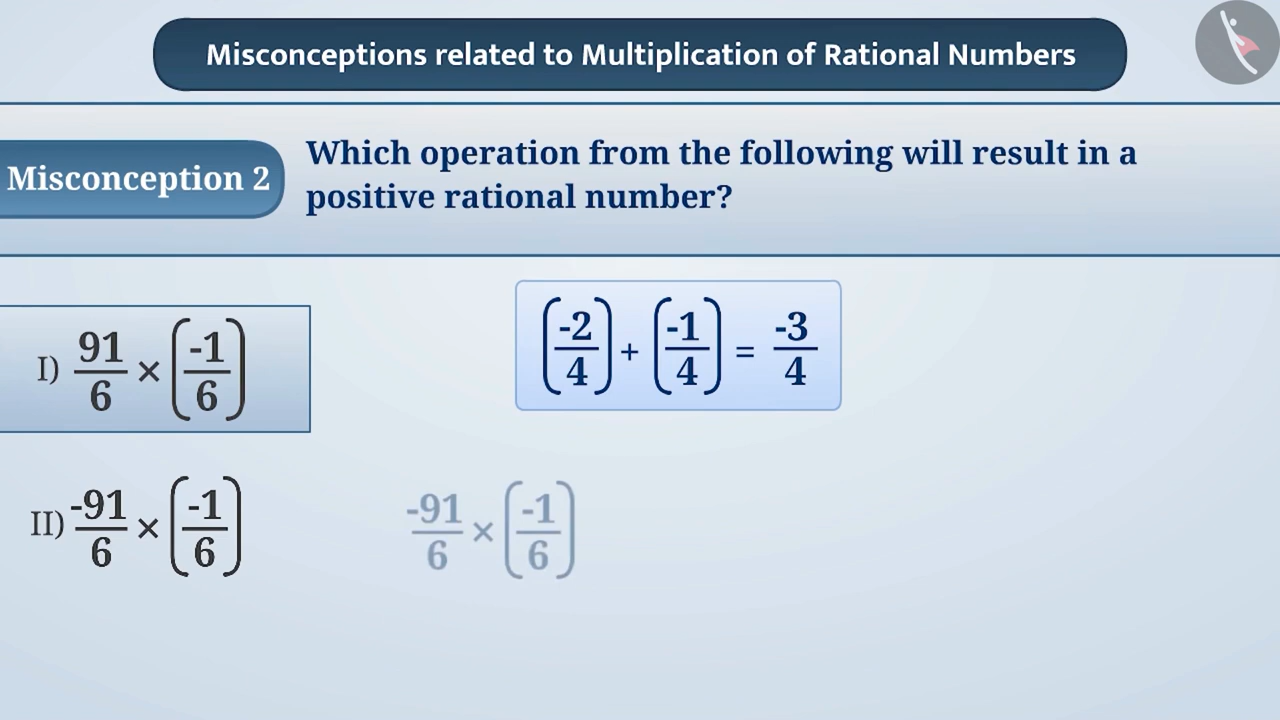 Misconceptions related to Multiplication of Rational Numbers
Misconception 2
Which operation from the following will result in a
positive rational number?
I) 91/6 × (-1/6)
(-2/4) + (-1/4) = -3/4
II) -91/6 × (-1/6)
-91/6 × (-1/6)